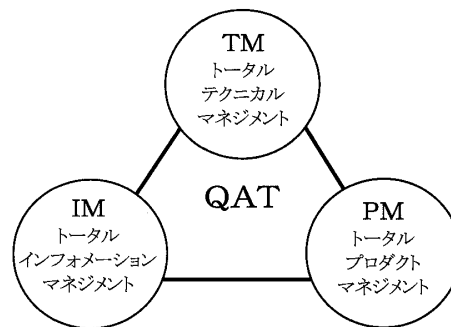 TM
トータル
テクニカル
マネジメント
QAT
IM
トータル
インフォメーション
マネジメント
PM
トータル
プロダクト
マネジメント